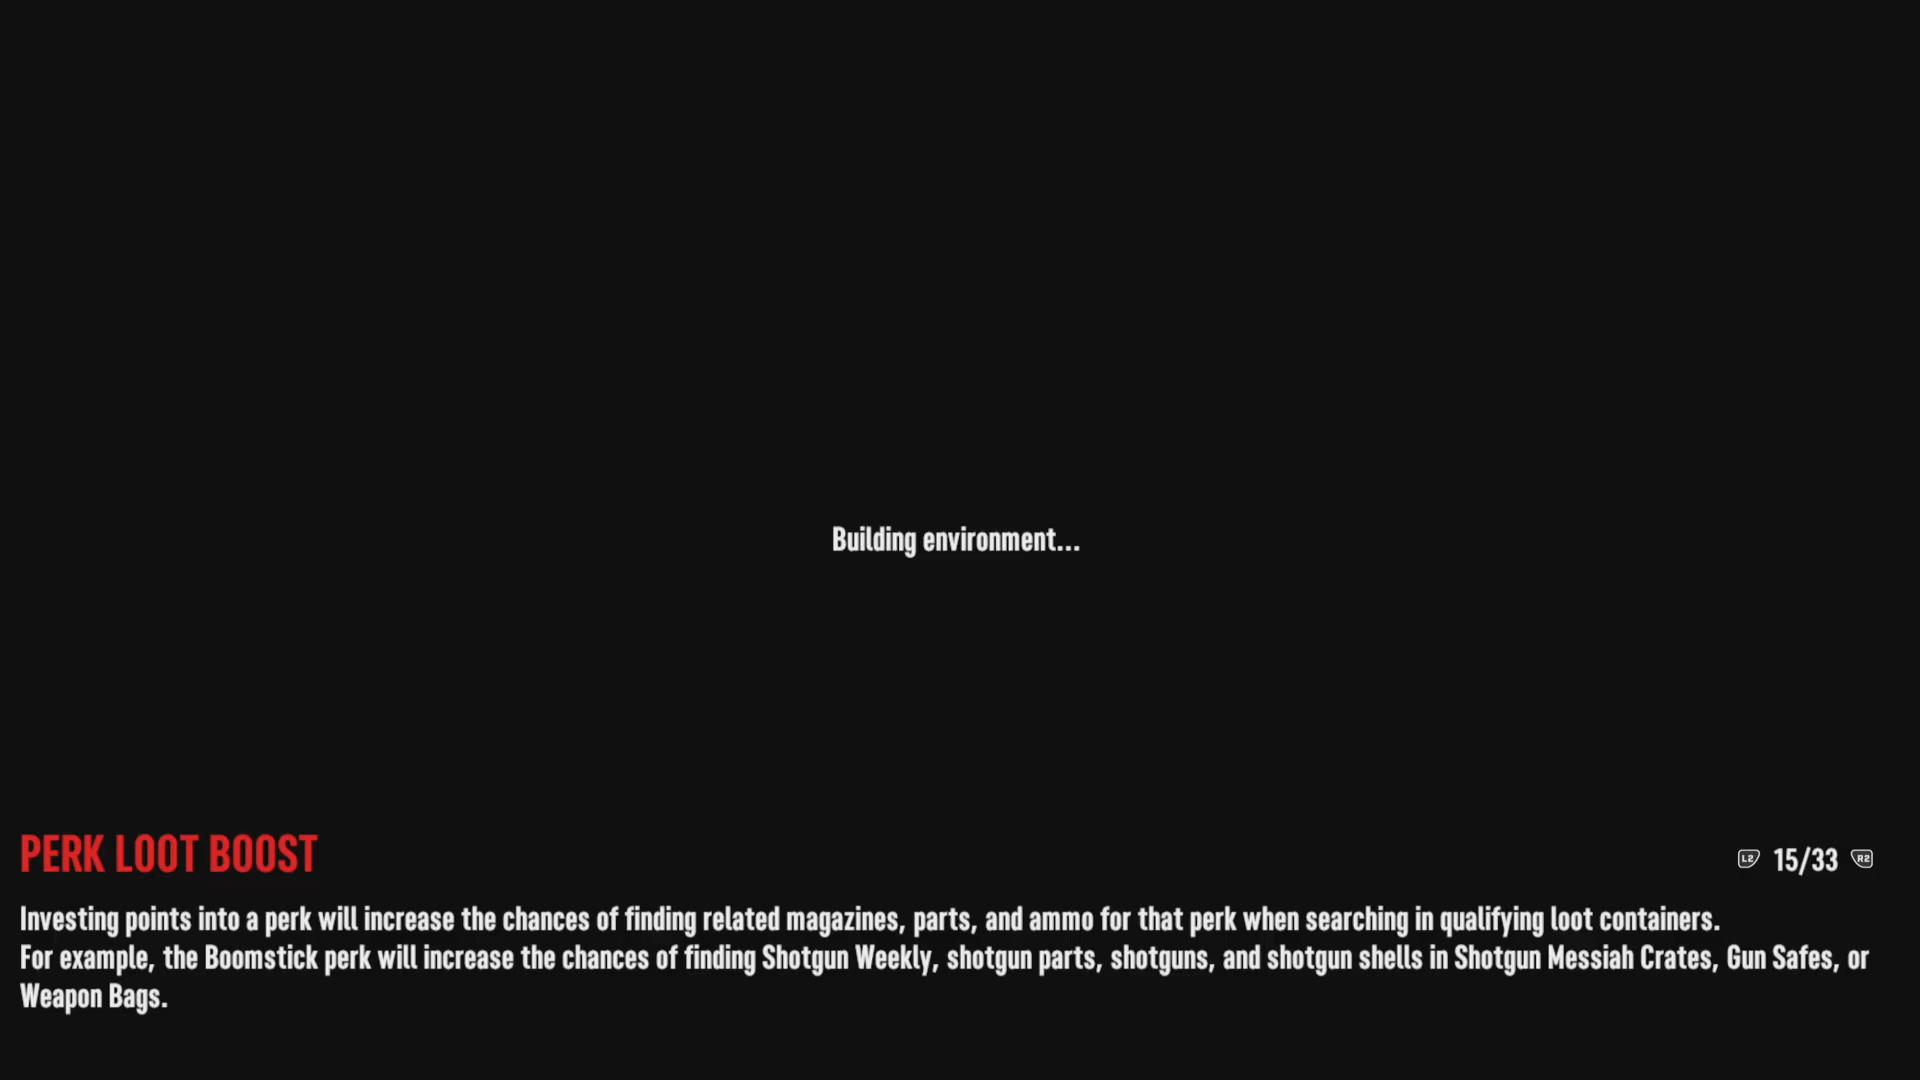 Building environment...
PERK LOOT BOOST
L2 15/33 R2
Investing points into a perk will increase the chances of finding related magazines, parts, and ammo for that perk when searching in qualifying loot containers.
For example, the Boomstick perk will increase the chances of finding Shotgun Weekly, shotgun parts, shotguns, and shotgun shells in Shotgun Messiah Crates, Gun Safes, or
Weapon Bags.